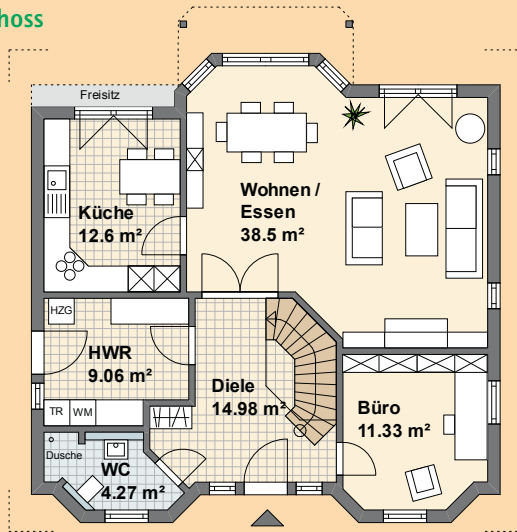 hoss
Freisitz
Küche
12.6 m²
Wohnen /
Essen
38.5 m²
HZG
HWR
9.06 m²
TR WM
Diele
14.98 m²
Büro
11.33 m²
Dusche
WC
4.27 m²